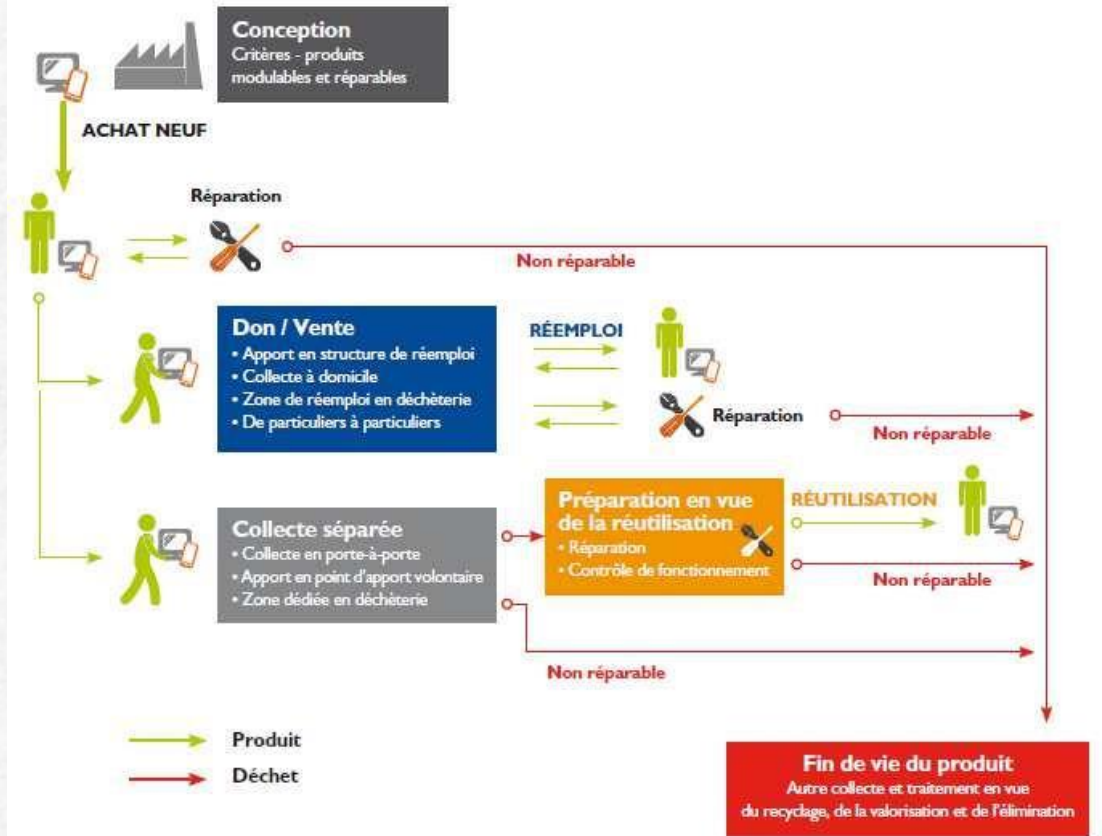 Conception
Critères - produits
modulables et réparables
ACHAT NEUF
Réparation
Non réparable
Don / Vente
• Apport en structure de réemploi
• Collecte à domicile
• Zone de réemploi en déchèterie
• De particuliers à particuliers
RÉEMPLOI
Réparation
Non réparable
Collecte séparée
• Collecte en porte-à-porte
• Apport en point d'apport volontaire
• Zone dédiée en déchèterie
Préparation en vue
de la réutilisation
• Réparation
• Contrôle de fonctionnement
RÉUTILISATION
Non réparable
Non réparable
Produit
Déchet
Fin de vie du produit
Autre collecte et traitement en vue
du recyclage, de la valorisation et de l'élimination